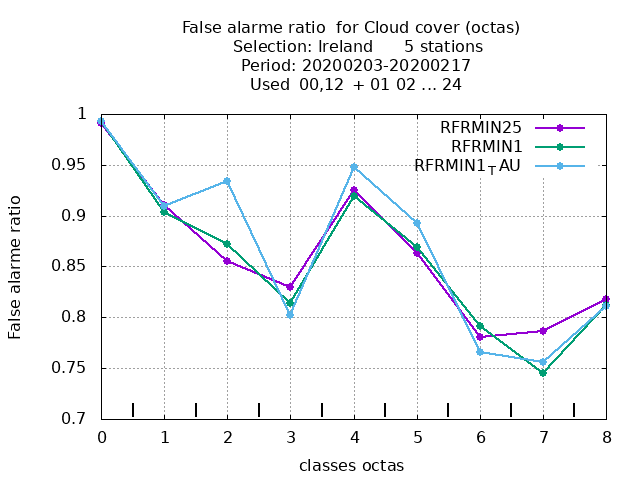 False alarme ratio  for Cloud cover (octas)
Selection: Ireland      5 stations
Period: 20200203-20200217
Used  00,12  + 01 02 ... 24
RFRMIN25
RFRMIN1
RFRMIN1TAU
1
0.95
0.9
0.85
0.8
0.75
0.7
False alarme ratio
0 1 2 3 4 5 6 7 8
classes octas